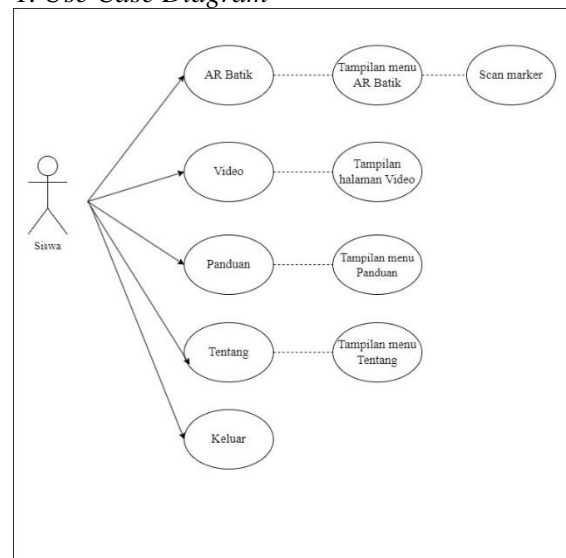 1. Use Case Diagram
AR Batik
Tampilan menu
AR Batik
Scan marker
Video
Tampilan
halaman Video
Siswa
Panduan
Tampilan menu
Panduan
Tentang
Tampilan menu
Tentang
Keluar